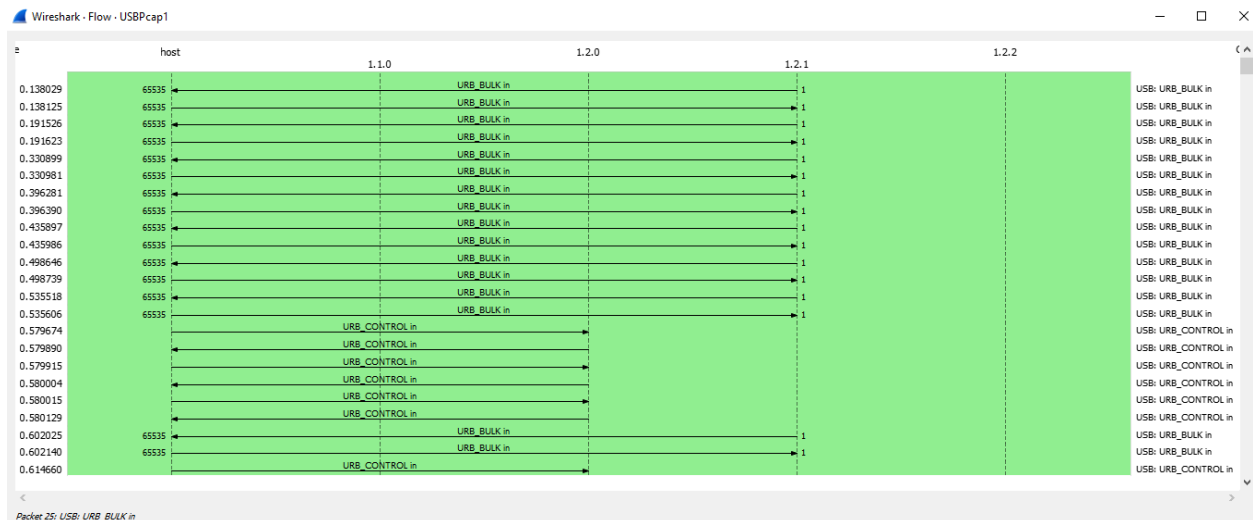 Wireshark · Flow · USBPcap1
host 1.2.0 1.2.2
1.1.0 1.2.1
0.138029 65535 URB_BULK in 1 USB: URB_BULK in
0.138125 65535 URB_BULK in 1 USB: URB_BULK in
0.191526 65535 URB_BULK in 1 USB: URB_BULK in
0.191623 65535 URB_BULK in 1 USB: URB_BULK in
0.330899 65535 URB_BULK in 1 USB: URB_BULK in
0.330981 65535 URB_BULK in 1 USB: URB_BULK in
0.396281 65535 URB_BULK in 1 USB: URB_BULK in
0.396390 65535 URB_BULK in 1 USB: URB_BULK in
0.435897 65535 URB_BULK in 1 USB: URB_BULK in
0.435986 65535 URB_BULK in 1 USB: URB_BULK in
0.498646 65535 URB_BULK in 1 USB: URB_BULK in
0.498739 65535 URB_BULK in 1 USB: URB_BULK in
0.535518 65535 URB_BULK in 1 USB: URB_BULK in
0.535606 65535 URB_BULK in 1 USB: URB_BULK in
0.579674 URB_CONTROL in USB: URB_CONTROL in
0.579890 URB_CONTROL in USB: URB_CONTROL in
0.579915 URB_CONTROL in USB: URB_CONTROL in
0.580004 URB_CONTROL in USB: URB_CONTROL in
0.580015 URB_CONTROL in USB: URB_CONTROL in
0.580129 URB_CONTROL in USB: URB_CONTROL in
0.602025 65535 URB_BULK in 1 USB: URB_BULK in
0.602140 65535 URB_BULK in 1 USB: URB_BULK in
0.614660 URB_CONTROL in USB: URB_CONTROL in
Packet 25: USB: URB_BULK in